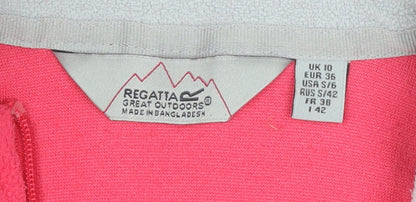 REGATTA
GREAT OUTDOORS®
MADE IN BANGLADESH
UK 10
EUR 36
USA S/6
RUS S/42
FR 38
I 42